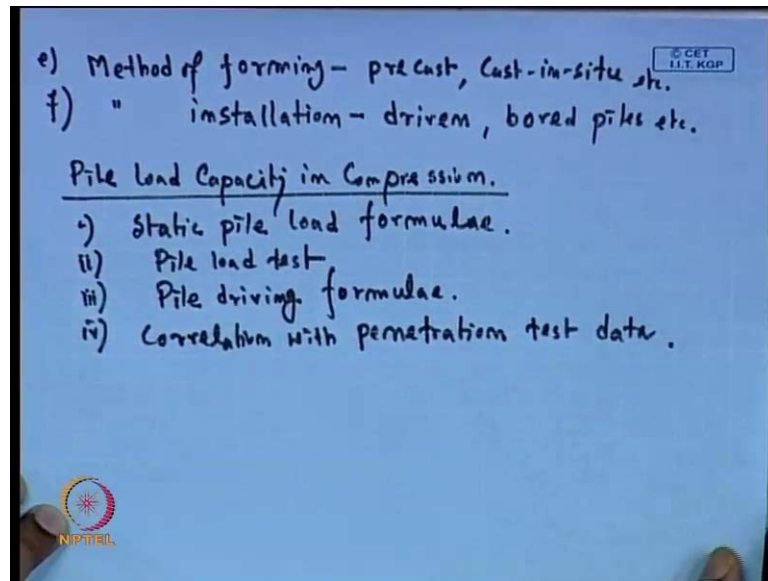 e) Method of forming - precast, Cast-in-situ etc.
© CET
I.I.T. KGP
f) " installation - driven, bored piles etc.
Pile load Capacity in Compression.
i) Static pile load formulae.
ii) Pile load test
iii) Pile driving formulae.
iv) Correlation with penetration test data.
NPTEL